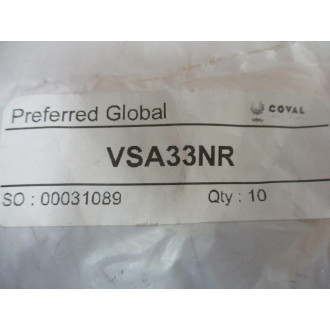 Preferred Global
COVAL
VSA33NR
SO : 00031089
Qty : 10